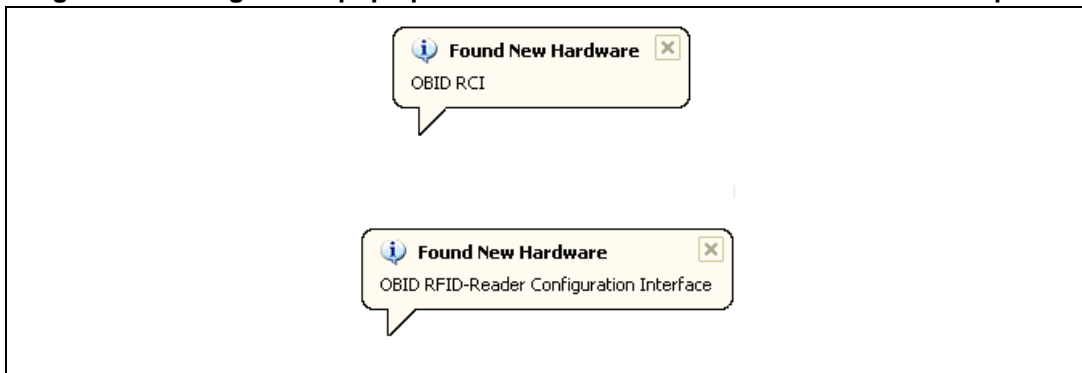 Found New Hardware
OBID RCI
Found New Hardware
OBID RFID-Reader Configuration Interface